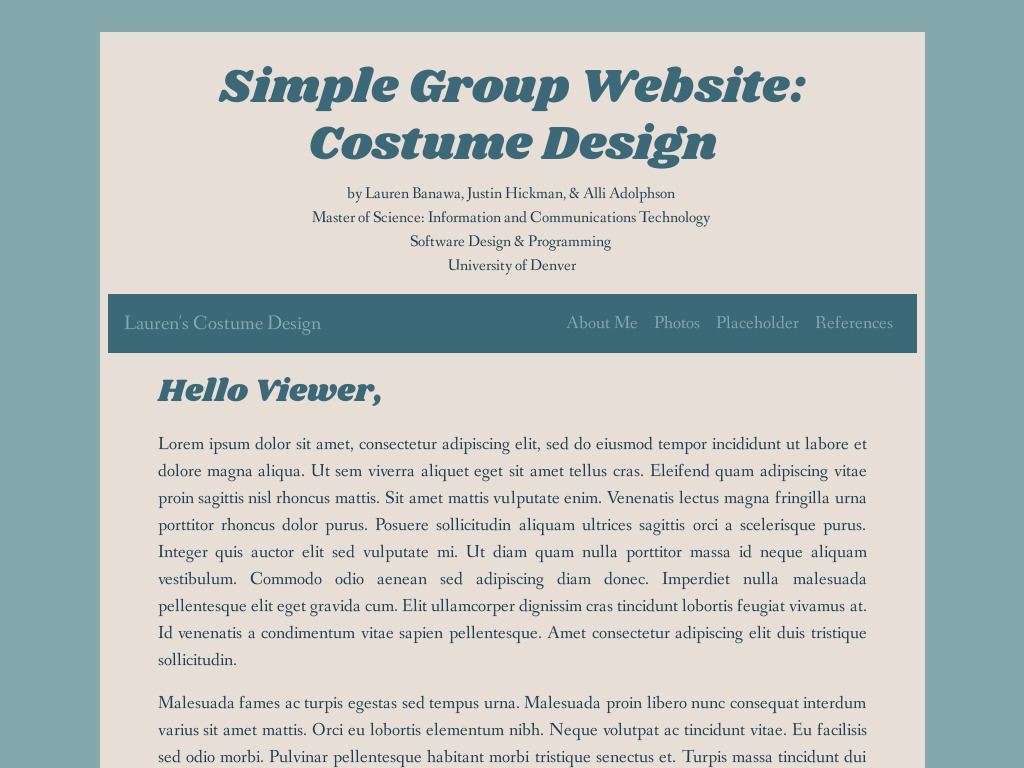 Simple Group Website:
Costume Design
by Lauren Banawa, Justin Hickman, & Alli Adolphson
Master of Science: Information and Communications Technology
Software Design & Programming
University of Denver
Lauren's Costume Design
About Me Photos Placeholder References
Hello Viewer,
Lorem ipsum dolor sit amet, consectetur adipiscing elit, sed do eiusmod tempor incididunt ut labore et
dolore magna aliqua. Ut sem viverra aliquet eget sit amet tellus cras. Eleifend quam adipiscing vitae
proin sagittis nisl rhoncus mattis. Sit amet mattis vulputate enim. Venenatis lectus magna fringilla urna
porttitor rhoncus dolor purus. Posuere sollicitudin aliquam ultrices sagittis orci a scelerisque purus.
Integer quis auctor elit sed vulputate mi. Ut diam quam nulla porttitor massa id neque aliquam
vestibulum. Commodo odio aenean sed adipiscing diam donec. Imperdiet nulla malesuada
pellentesque elit eget gravida cum. Elit ullamcorper dignissim cras tincidunt lobortis feugiat vivamus at.
Id venenatis a condimentum vitae sapien pellentesque. Amet consectetur adipiscing elit duis tristique
sollicitudin.
Malesuada fames ac turpis egestas sed tempus urna. Malesuada proin libero nunc consequat interdum
varius sit amet mattis. Orci eu lobortis elementum nibh. Neque volutpat ac tincidunt vitae. Eu facilisis
sed odio morbi. Pulvinar pellentesque habitant morbi tristique senectus et. Turpis massa tincidunt dui